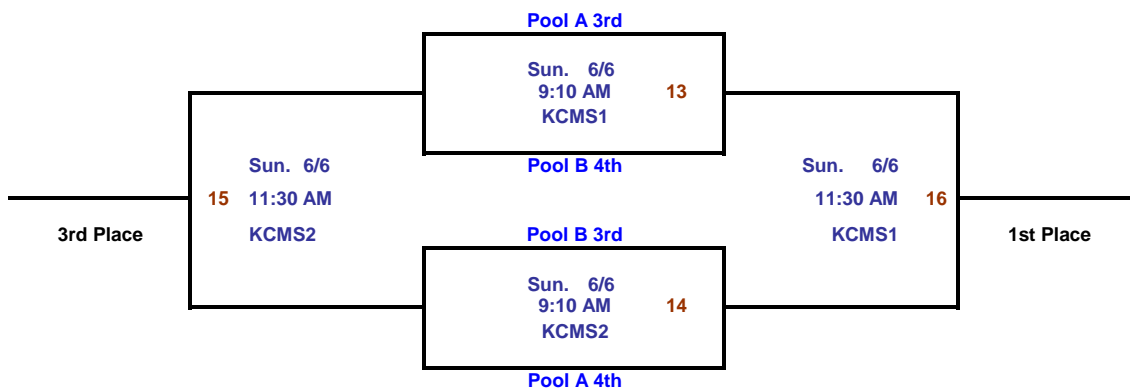 Pool A 3rd
Sun. 6/6
9:10 AM 13
KCMS1
Pool B 4th
Sun. 6/6
15 11:30 AM
KCMS2
3rd Place
Sun. 6/6
11:30 AM 16
KCMS1
1st Place
Pool B 3rd
Sun. 6/6
9:10 AM 14
KCMS2
Pool A 4th